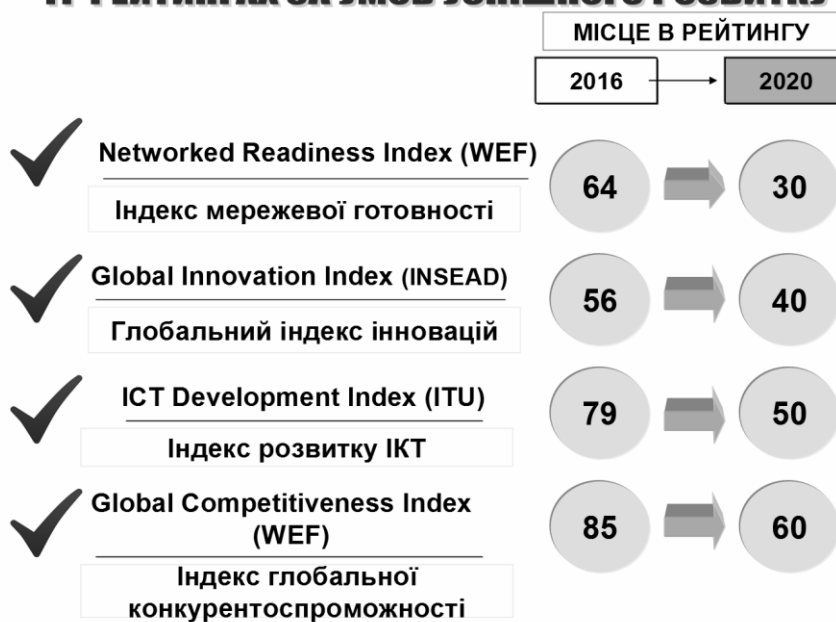 МІСЦЕ В РЕЙТИНГУ
2016 2020
Networked Readiness Index (WEF)
64 30
Індекс мережевої готовності
Global Innovation Index (INSEAD)
56 40
Глобальний індекс інновацій
ICT Development Index (ITU)
79 50
Індекс розвитку ІКТ
Global Competitiveness Index
(WEF)
85 60
Індекс глобальної
конкурентоспроможності